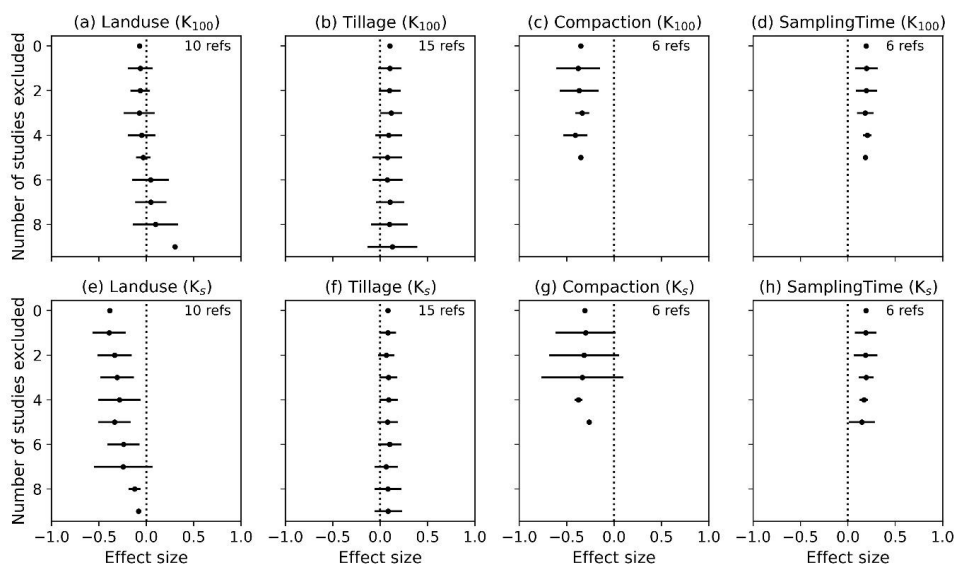 (a) Landuse (K₁₀₀)
10 refs
(b) Tillage (K₁₀₀)
15 refs
(c) Compaction (K₁₀₀)
6 refs
(d) SamplingTime (K₁₀₀)
6 refs
Number of studies excluded
0
2
4
6
8
(e) Landuse (Kₛ)
10 refs
(f) Tillage (Kₛ)
15 refs
(g) Compaction (Kₛ)
6 refs
(h) SamplingTime (Kₛ)
6 refs
Number of studies excluded
0
2
4
6
8
−1.0 −0.5 0.0 0.5 1.0
Effect size
−1.0 −0.5 0.0 0.5 1.0
Effect size
−1.0 −0.5 0.0 0.5 1.0
Effect size
−1.0 −0.5 0.0 0.5 1.0
Effect size